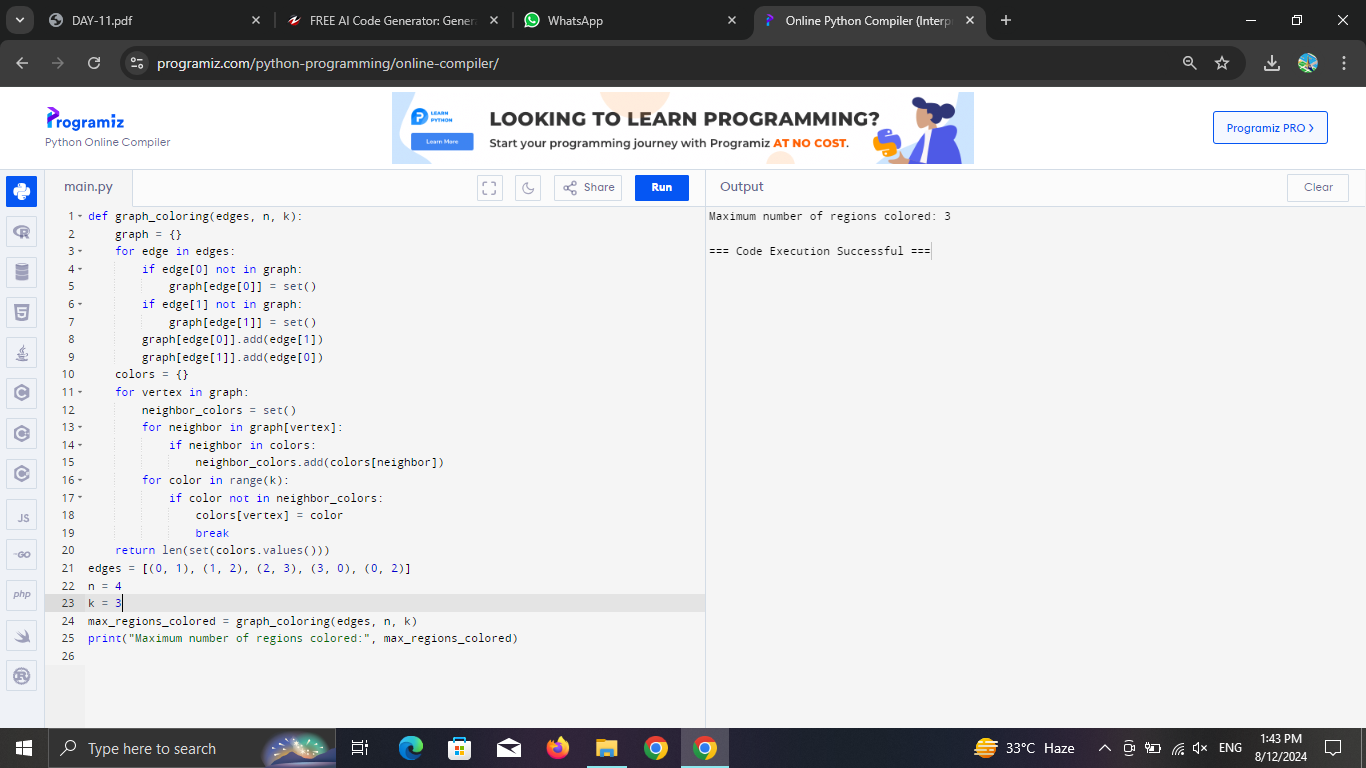 DAY-11.pdf
FREE AI Code Generator: Gener
WhatsApp
Online Python Compiler (Interp
programiz.com/python-programming/online-compiler/
Programiz
Python Online Compiler
LEARN
PYTHON
Learn More
LOOKING TO LEARN PROGRAMMING?
Start your programming journey with Programiz AT NO COST.
Programiz PRO >
main.py
Share
Run
Output
Clear
1 def graph_coloring(edges, n, k):
2     graph = {}
3     for edge in edges:
4         if edge[0] not in graph:
5             graph[edge[0]] = set()
6         if edge[1] not in graph:
7             graph[edge[1]] = set()
8         graph[edge[0]].add(edge[1])
9         graph[edge[1]].add(edge[0])
10     colors = {}
11     for vertex in graph:
12         neighbor_colors = set()
13         for neighbor in graph[vertex]:
14             if neighbor in colors:
15                 neighbor_colors.add(colors[neighbor])
16         for color in range(k):
17             if color not in neighbor_colors:
18                 colors[vertex] = color
19                 break
20     return len(set(colors.values()))
21 edges = [(0, 1), (1, 2), (2, 3), (3, 0), (0, 2)]
22 n = 4
23 k = 3
24 max_regions_colored = graph_coloring(edges, n, k)
25 print("Maximum number of regions colored:", max_regions_colored)
26
Maximum number of regions colored: 3
=== Code Execution Successful ===
JS
GO
php
Type here to search
33°C Haze
ENG
1:43 PM
8/12/2024